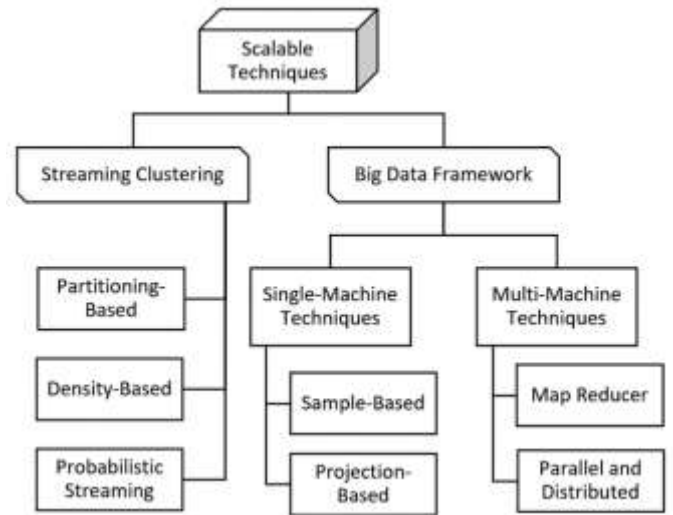 Scalable
Techniques
Streaming Clustering
Big Data Framework
Partitioning-
Based
Single-Machine
Techniques
Multi-Machine
Techniques
Density-Based
Sample-Based
Map Reducer
Probabilistic
Streaming
Projection-
Based
Parallel and
Distributed